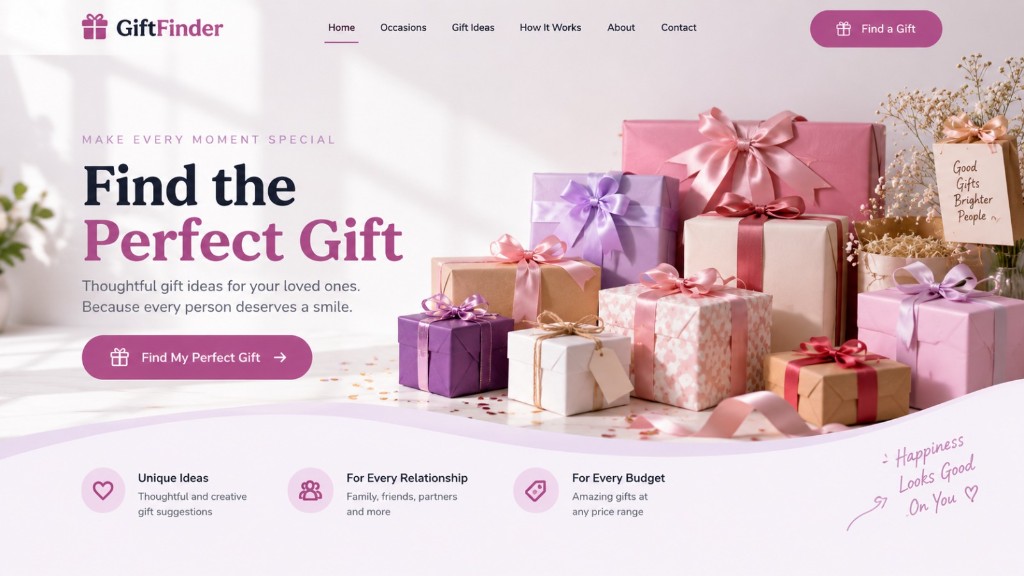 GiftFinder
Home
Occasions
Gift Ideas
How It Works
About
Contact
Find a Gift
MAKE EVERY MOMENT SPECIAL
Find the
Perfect Gift
Thoughtful gift ideas for your loved ones.
Because every person deserves a smile.
Find My Perfect Gift
Good
Gifts
Brighter
People
Unique Ideas
Thoughtful and creative
gift suggestions
For Every Relationship
Family, friends, partners
and more
For Every Budget
Amazing gifts at
any price range
Happiness
Looks Good
On You